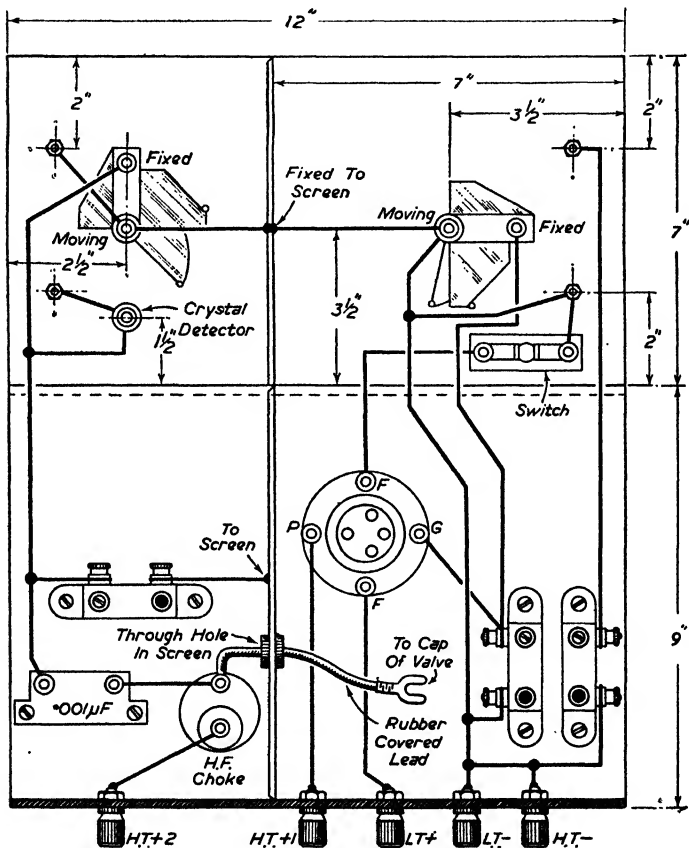 12"
7"
2"
3½"
2"
Fixed
Fixed To
Screen
Moving
Fixed
Moving
2½"
7"
Crystal
Detector
1½"
3½"
2"
Switch
F
P
G
F
To
Screen
9"
Through Hole
In Screen
To Cap
Of Valve
.001µF
Rubber
Covered
Lead
H.F.
Choke
H.T.+2
H.T.+1
LT+
LT-
H.T.-